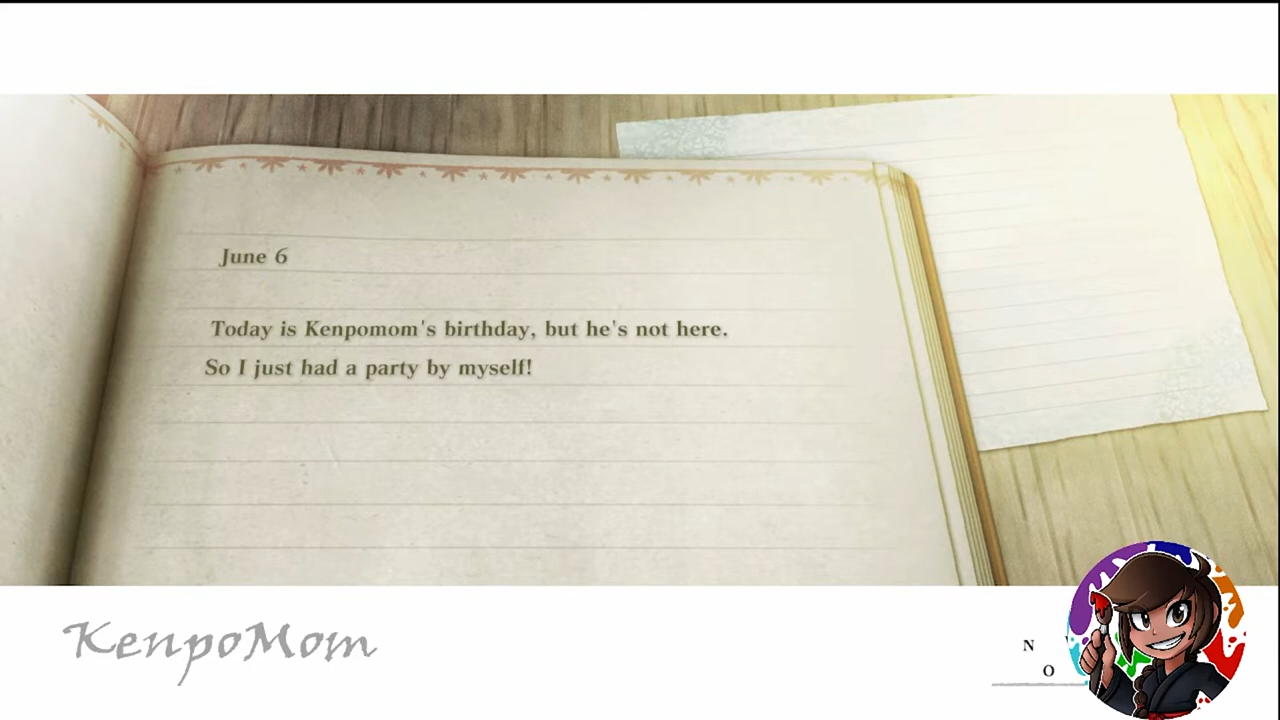 June 6
Today is Kenpomom's birthday, but he's not here.
So I just had a party by myself!
KenpoMom
N
O